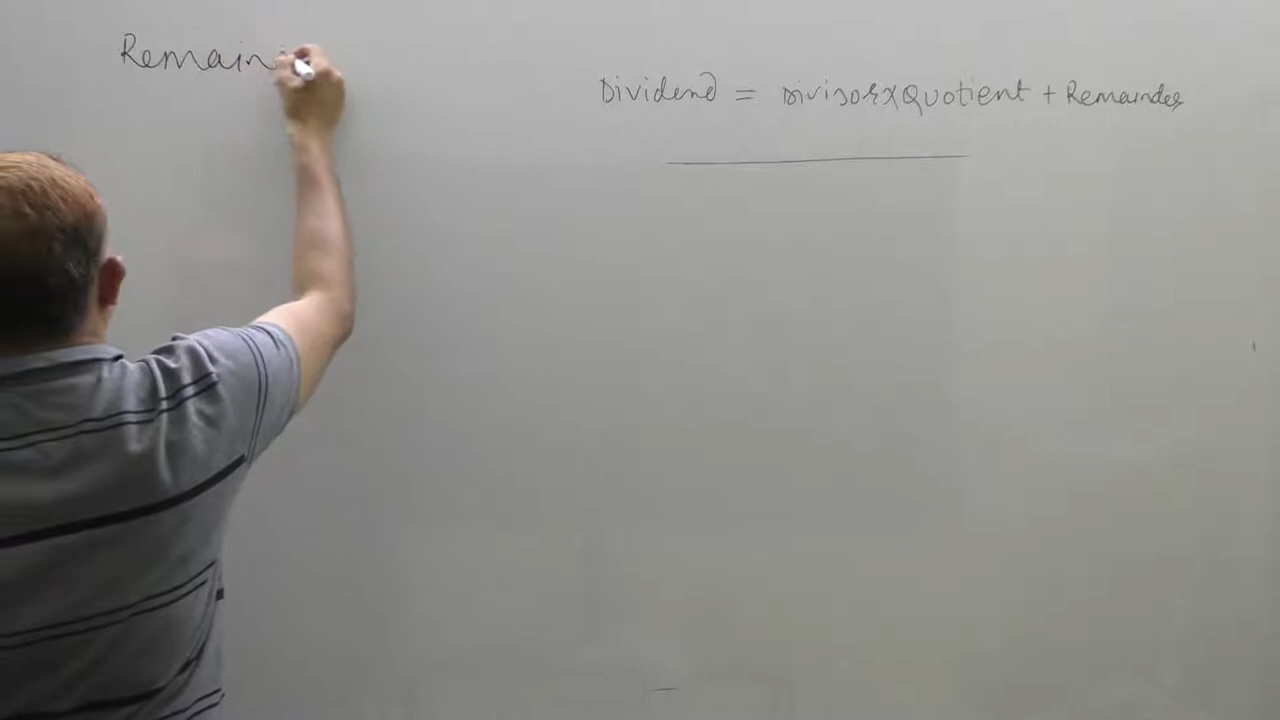 Remain
Dividend = Divisor×Quotient + Remainder